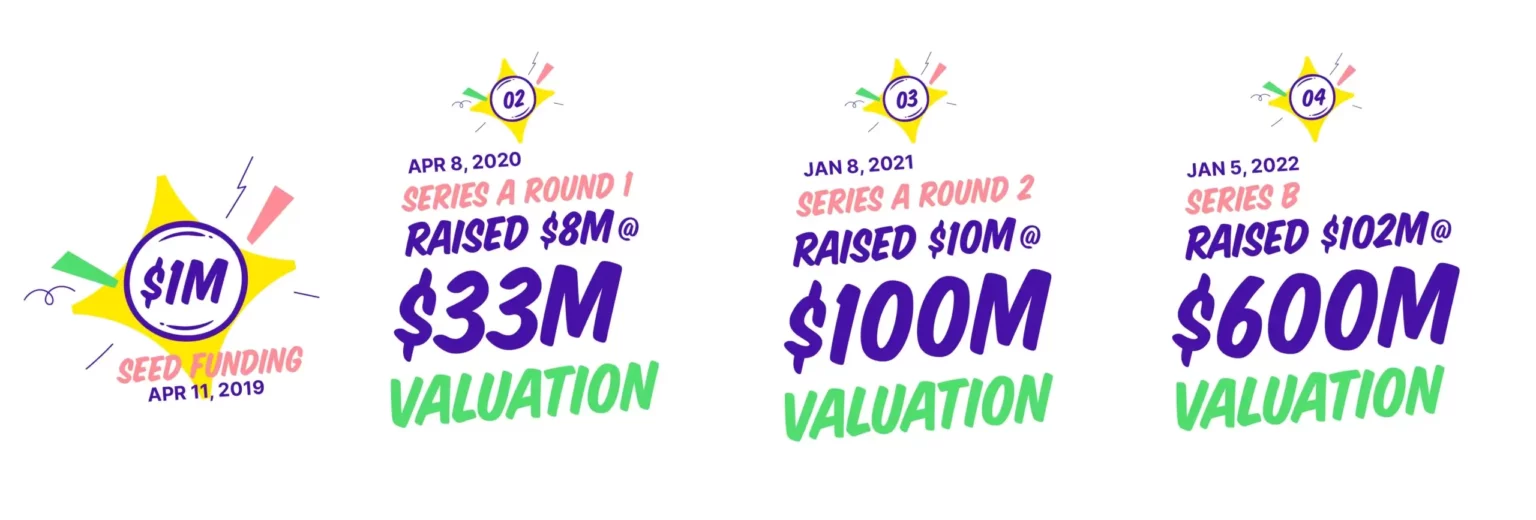 $1M
SEED FUNDING
APR 11, 2019
02
APR 8, 2020
SERIES A ROUND 1
RAISED $8M @
$33M
VALUATION
03
JAN 8, 2021
SERIES A ROUND 2
RAISED $10M @
$100M
VALUATION
04
JAN 5, 2022
SERIES B
RAISED $102M @
$600M
VALUATION